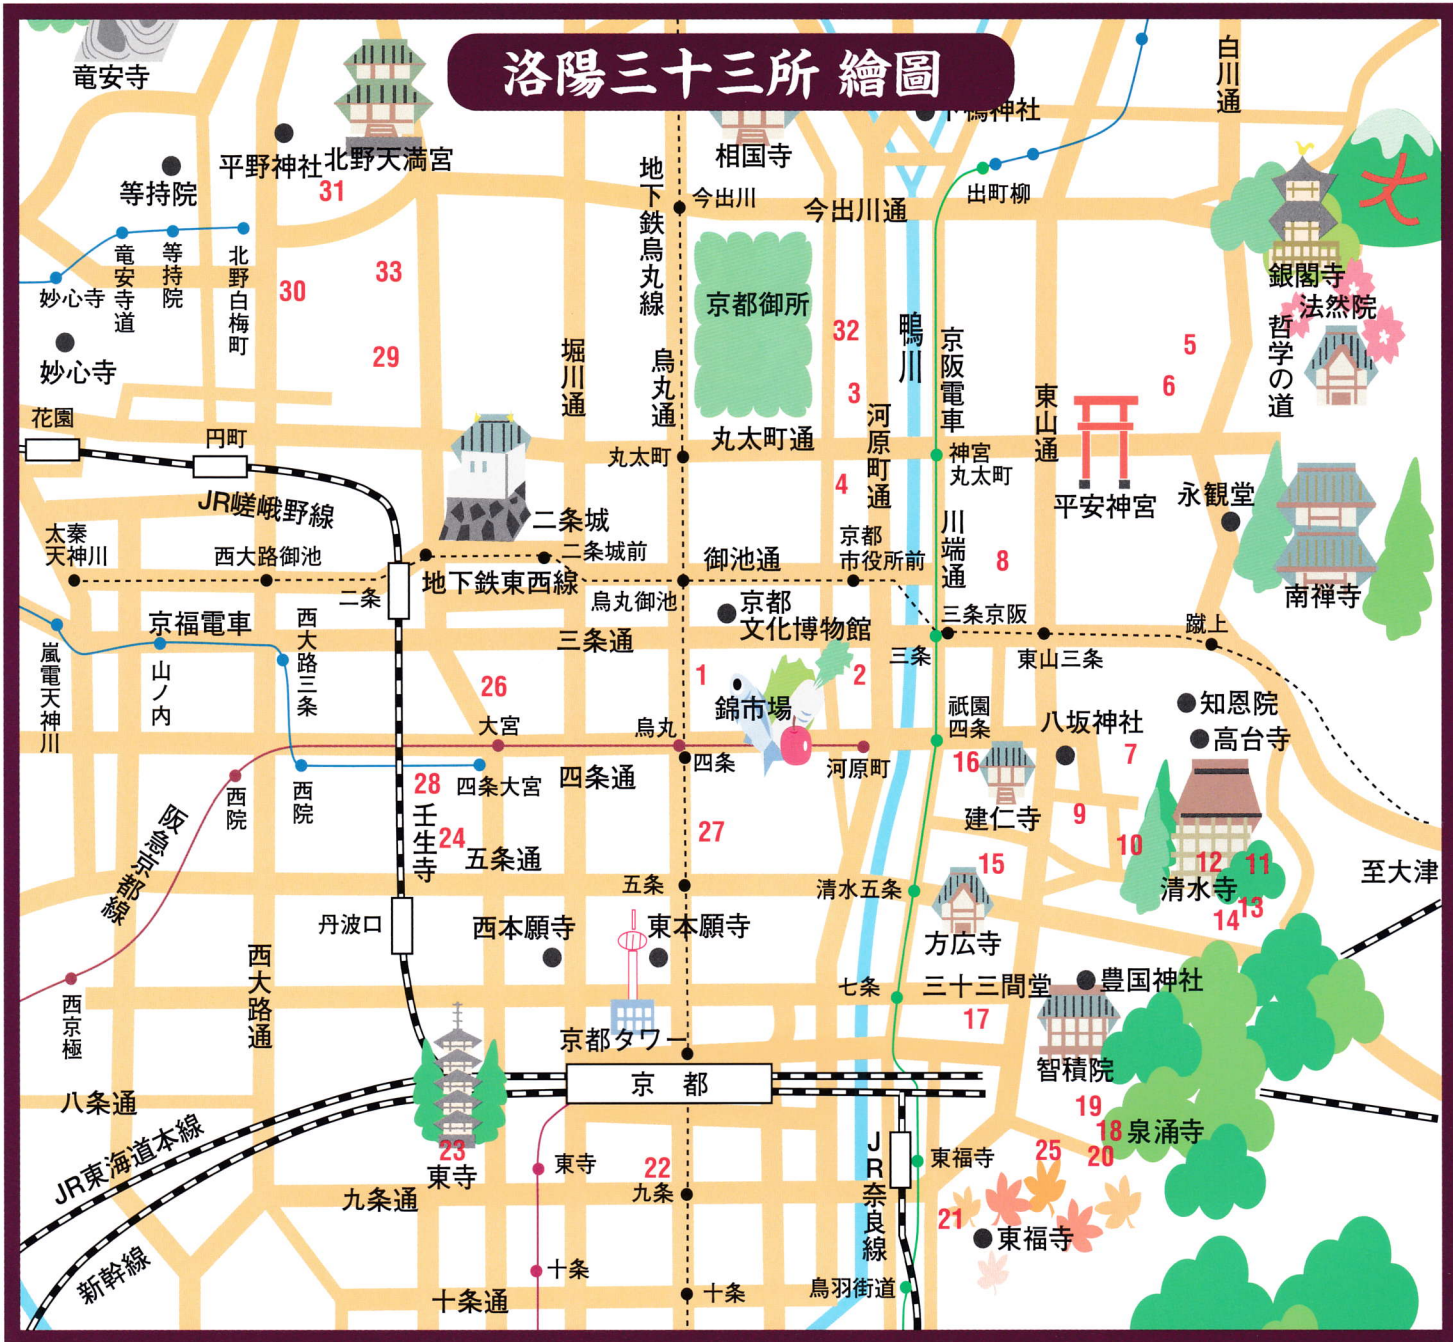 洛陽三十三所 繪圖
竜安寺
白川通
下鴨神社
平野神社
北野天満宮
相国寺
等持院
31
地下鉄烏丸線
今出川
今出川通
出町柳
竜安寺道
等持院
北野白梅町
妙心寺
33
30
京都御所
銀閣寺
法然院
妙心寺
29
堀川通
烏丸通
32
鴨川
京阪電車
5
6
哲学の道
3
河原町通
東山通
花園
円町
丸太町通
丸太町
神宮
丸太町
4
平安神宮
永観堂
JR嵯峨野線
二条城
太秦
天神川
西大路御池
二条城前
地下鉄東西線
御池通
京都
市役所前
川端通
8
二条
烏丸御池
南禅寺
京都
文化博物館
京福電車
西大路三条
三条通
三条京阪
三条
東山三条
蹴上
嵐電天神川
山ノ内
26
1
2
錦市場
大宮
烏丸
祇園
四条
八坂神社
知恩院
高台寺
7
16
四条
河原町
西院
西院
28
四条大宮
四条通
建仁寺
9
阪急京都線
壬生寺
24
五条通
27
10
12
11
15
五条
清水五条
清水寺
至大津
13
14
丹波口
西本願寺
東本願寺
方広寺
西大路通
西京極
七条
三十三間堂
豊国神社
17
京都タワー
智積院
京都
八条通
19
18
泉涌寺
20
25
JR東海道本線
23
東寺
東寺
22
九条
JR奈良線
東福寺
九条通
21
東福寺
新幹線
十条
十条
十条通
鳥羽街道